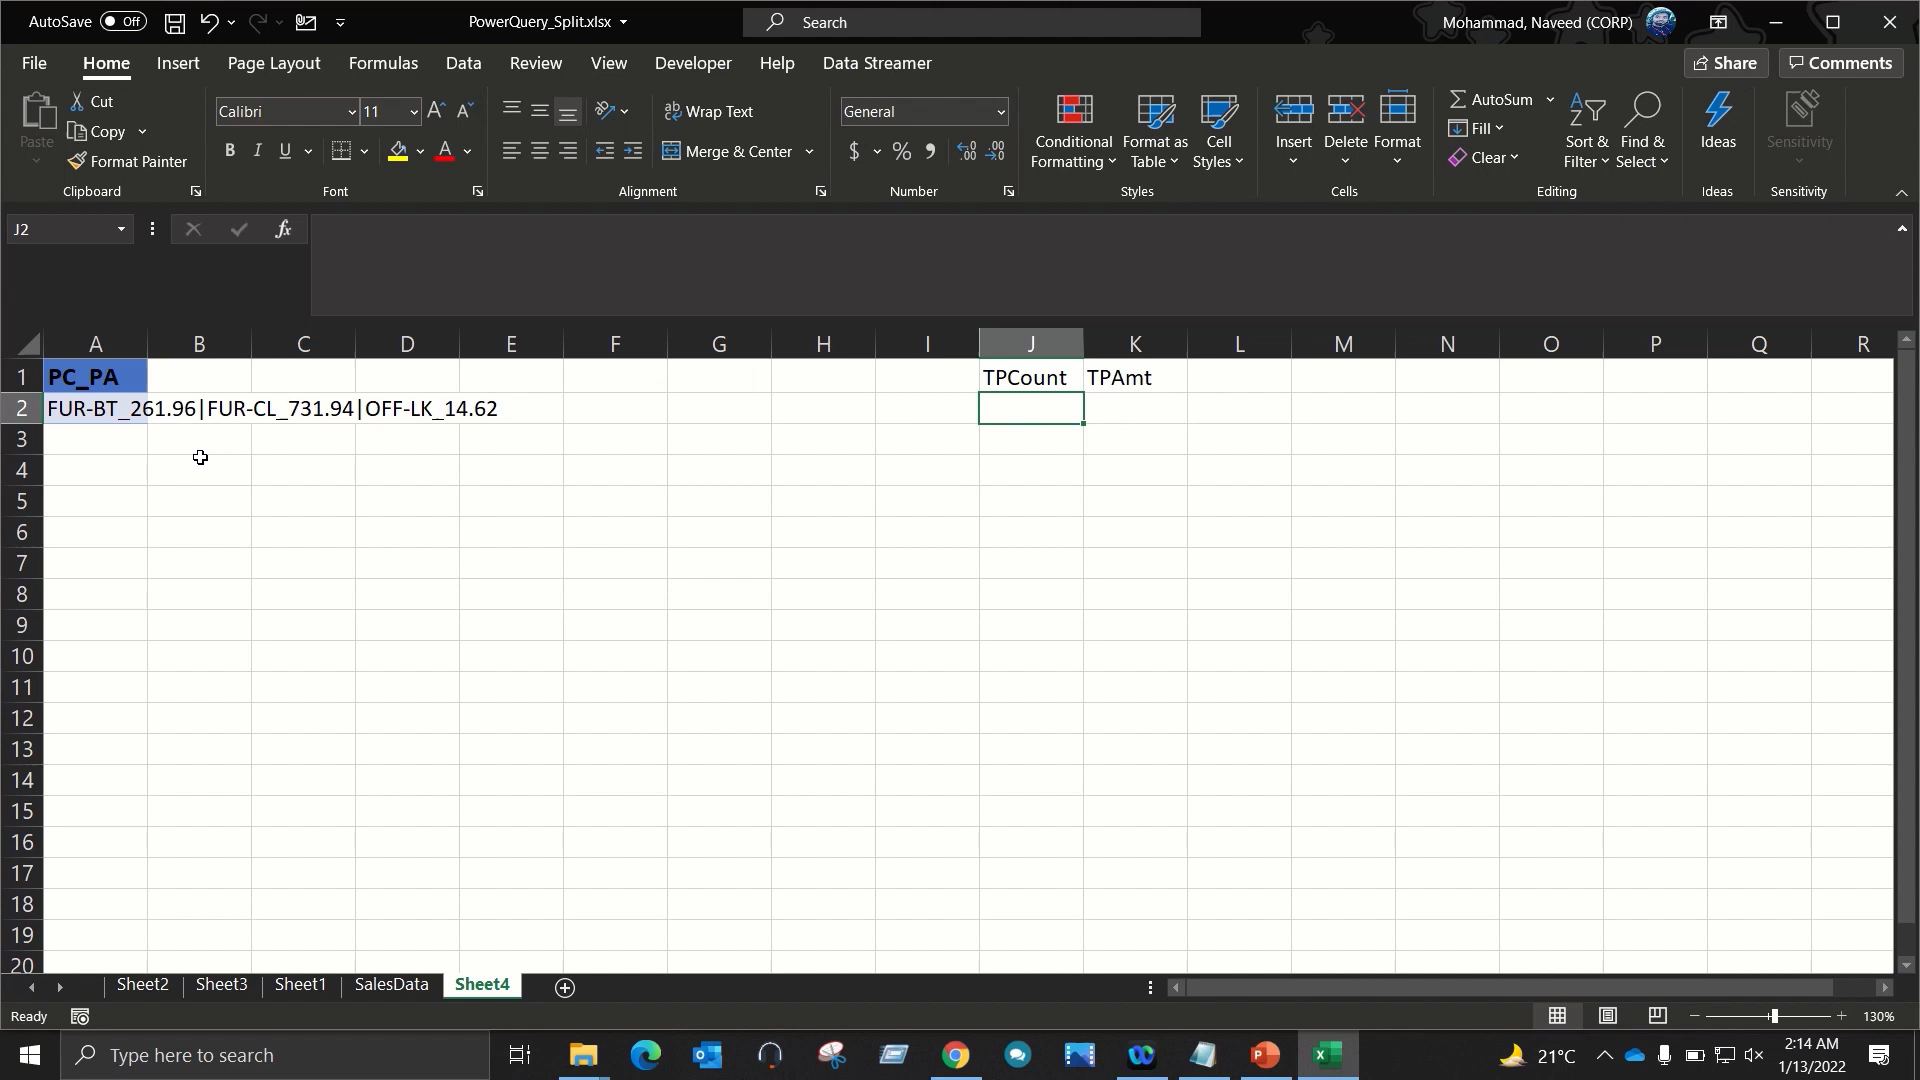 AutoSave Off PowerQuery_Split.xlsx Search Mohammad, Naveed (CORP)
File Home Insert Page Layout Formulas Data Review View Developer Help Data Streamer Share Comments
Paste Cut Copy Format Painter Clipboard
Calibri 11 B I U A Font
Wrap Text Merge & Center Alignment
General $ % Number
Conditional Formatting Format as Table Cell Styles Styles
Insert Delete Format Cells
AutoSum Fill Clear Sort & Filter Find & Select Editing
Ideas Ideas
Sensitivity Sensitivity
J2 fx
A B C D E F G H I J K L M N O P Q R
1 PC_PA TPCount TPAmt
2 FUR-BT_261.96|FUR-CL_731.94|OFF-LK_14.62
3
4
5
6
7
8
9
10
11
12
13
14
15
16
17
18
19
20
Sheet2 Sheet3 Sheet1 SalesData Sheet4
Ready 130%
Type here to search 21°C 2:14 AM
1/13/2022